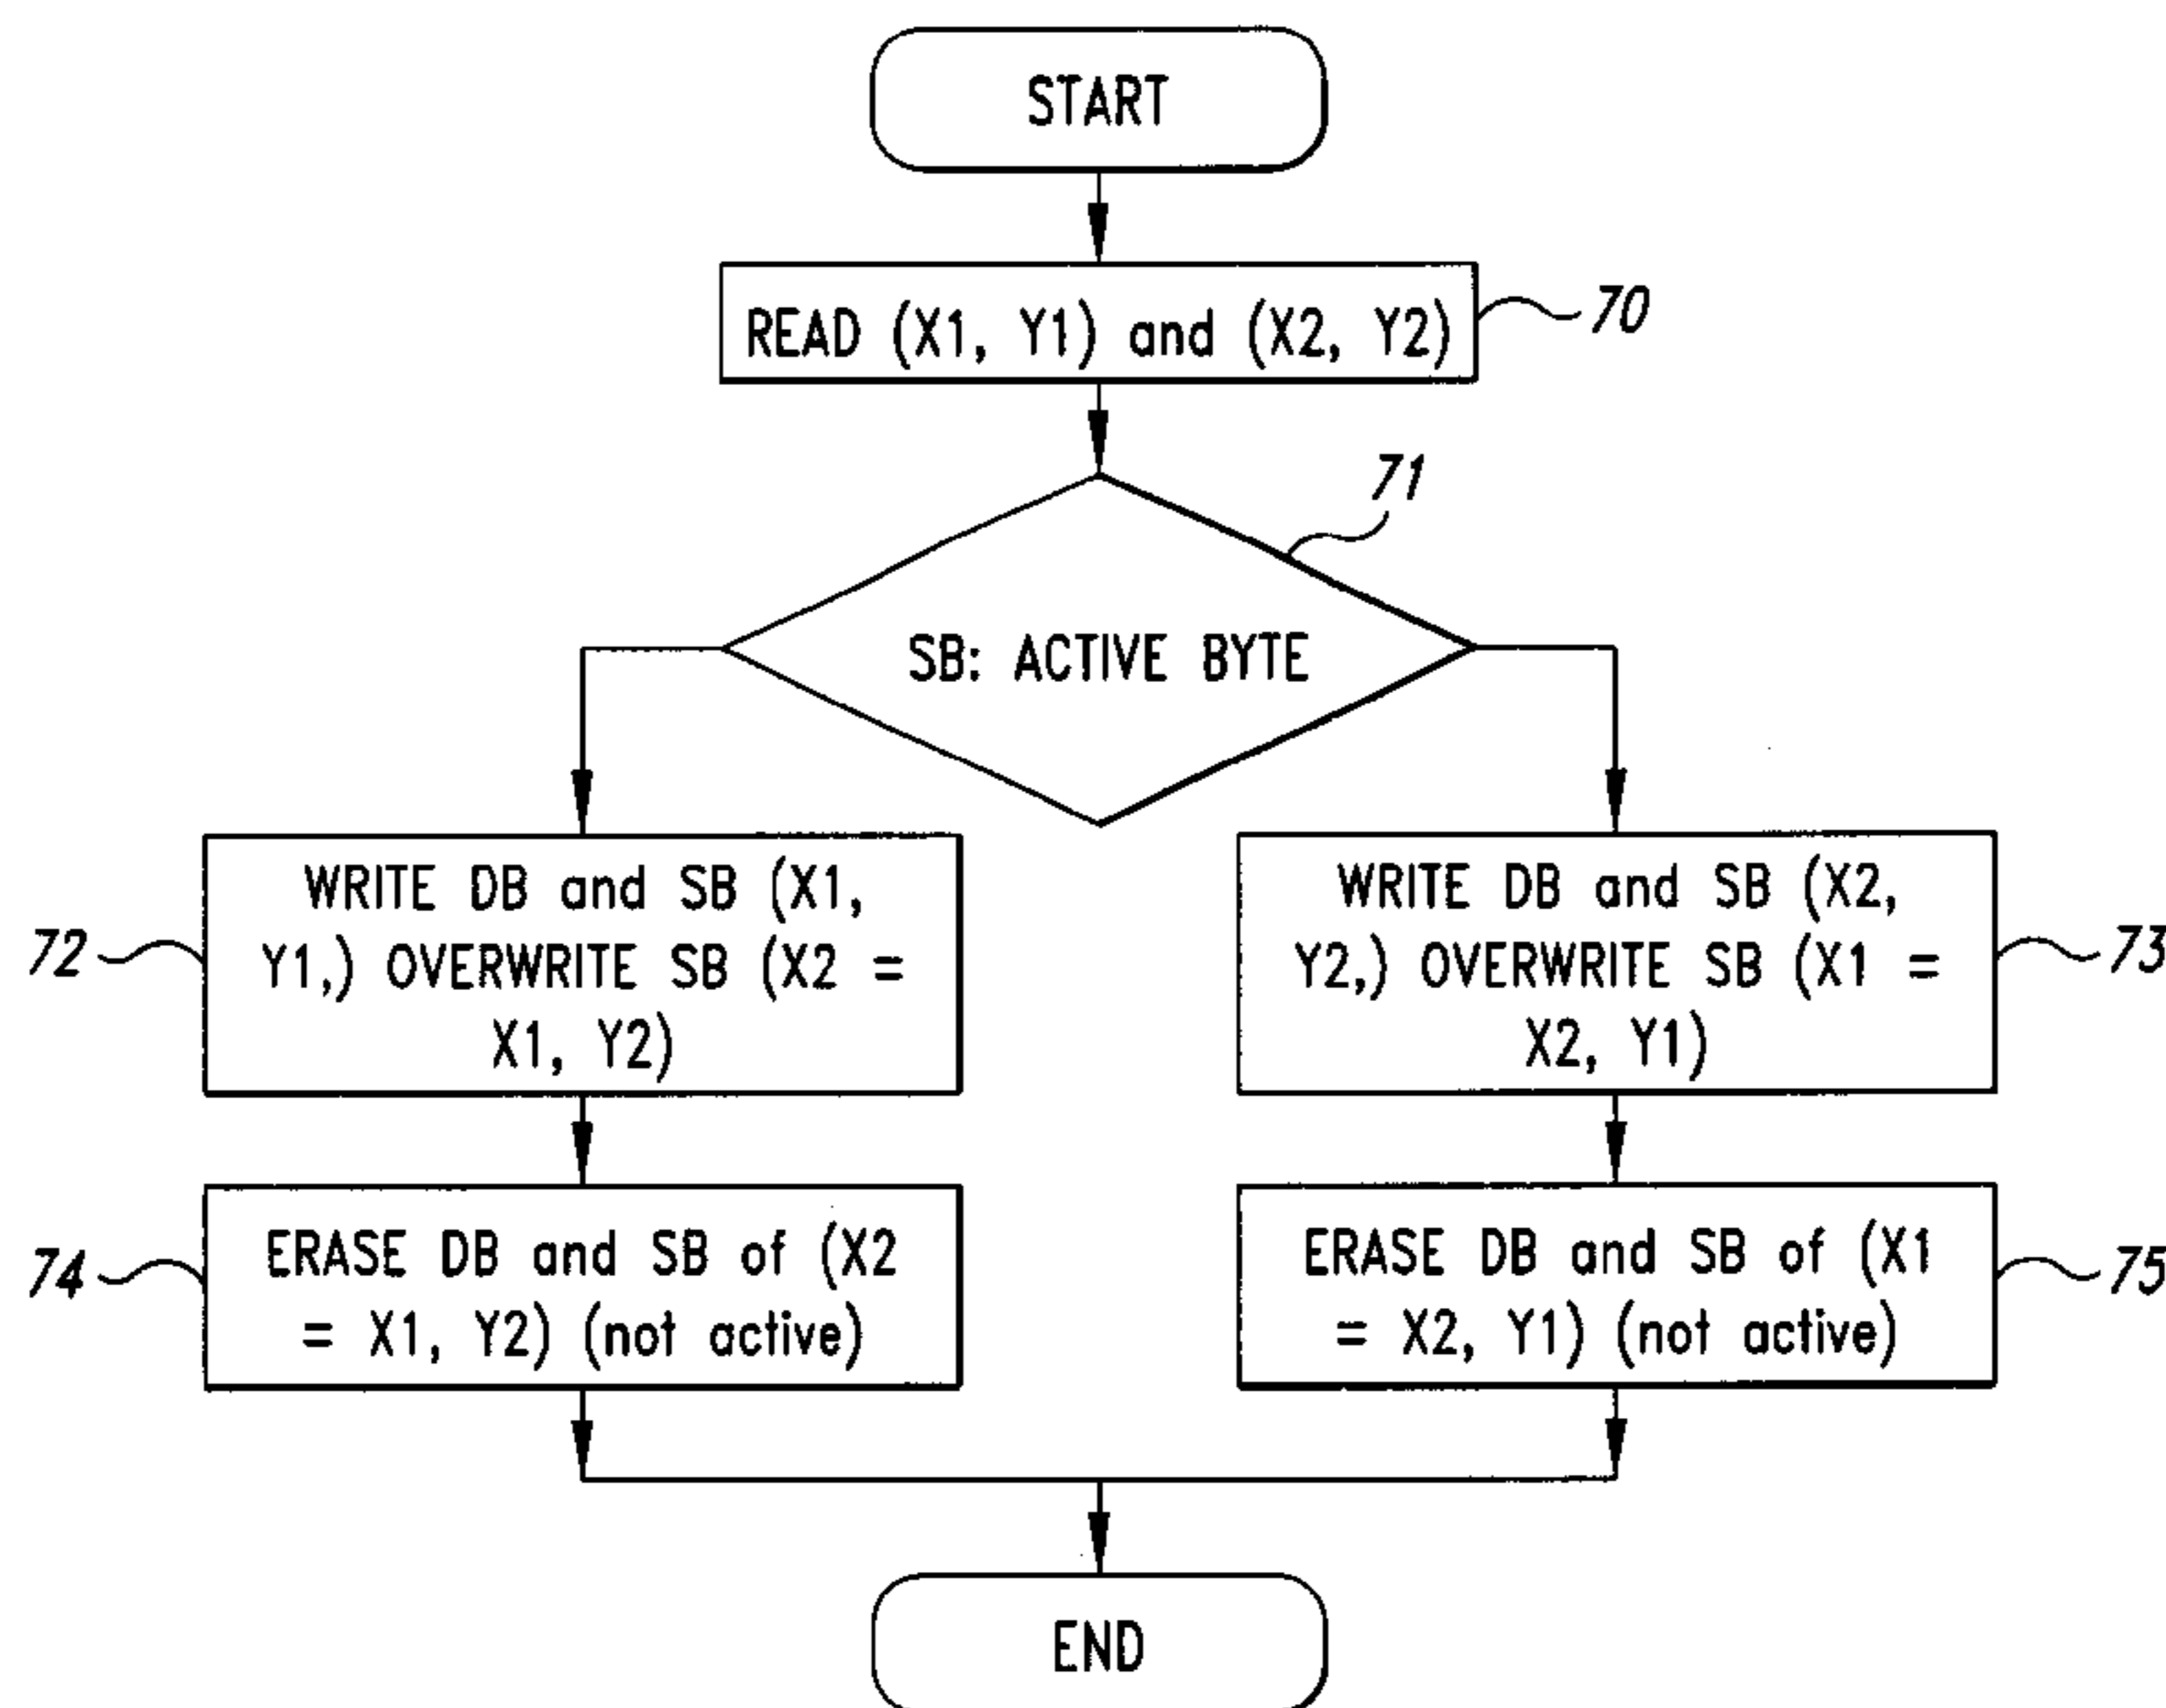 START
READ (X1, Y1) and (X2, Y2)
70
71
SB: ACTIVE BYTE
WRITE DB and SB (X1,
Y1,) OVERWRITE SB (X2 =
X1, Y2)
72
WRITE DB and SB (X2,
Y2,) OVERWRITE SB (X1 =
X2, Y1)
73
ERASE DB and SB of (X2
= X1, Y2) (not active)
74
ERASE DB and SB of (X1
= X2, Y1) (not active)
75
END